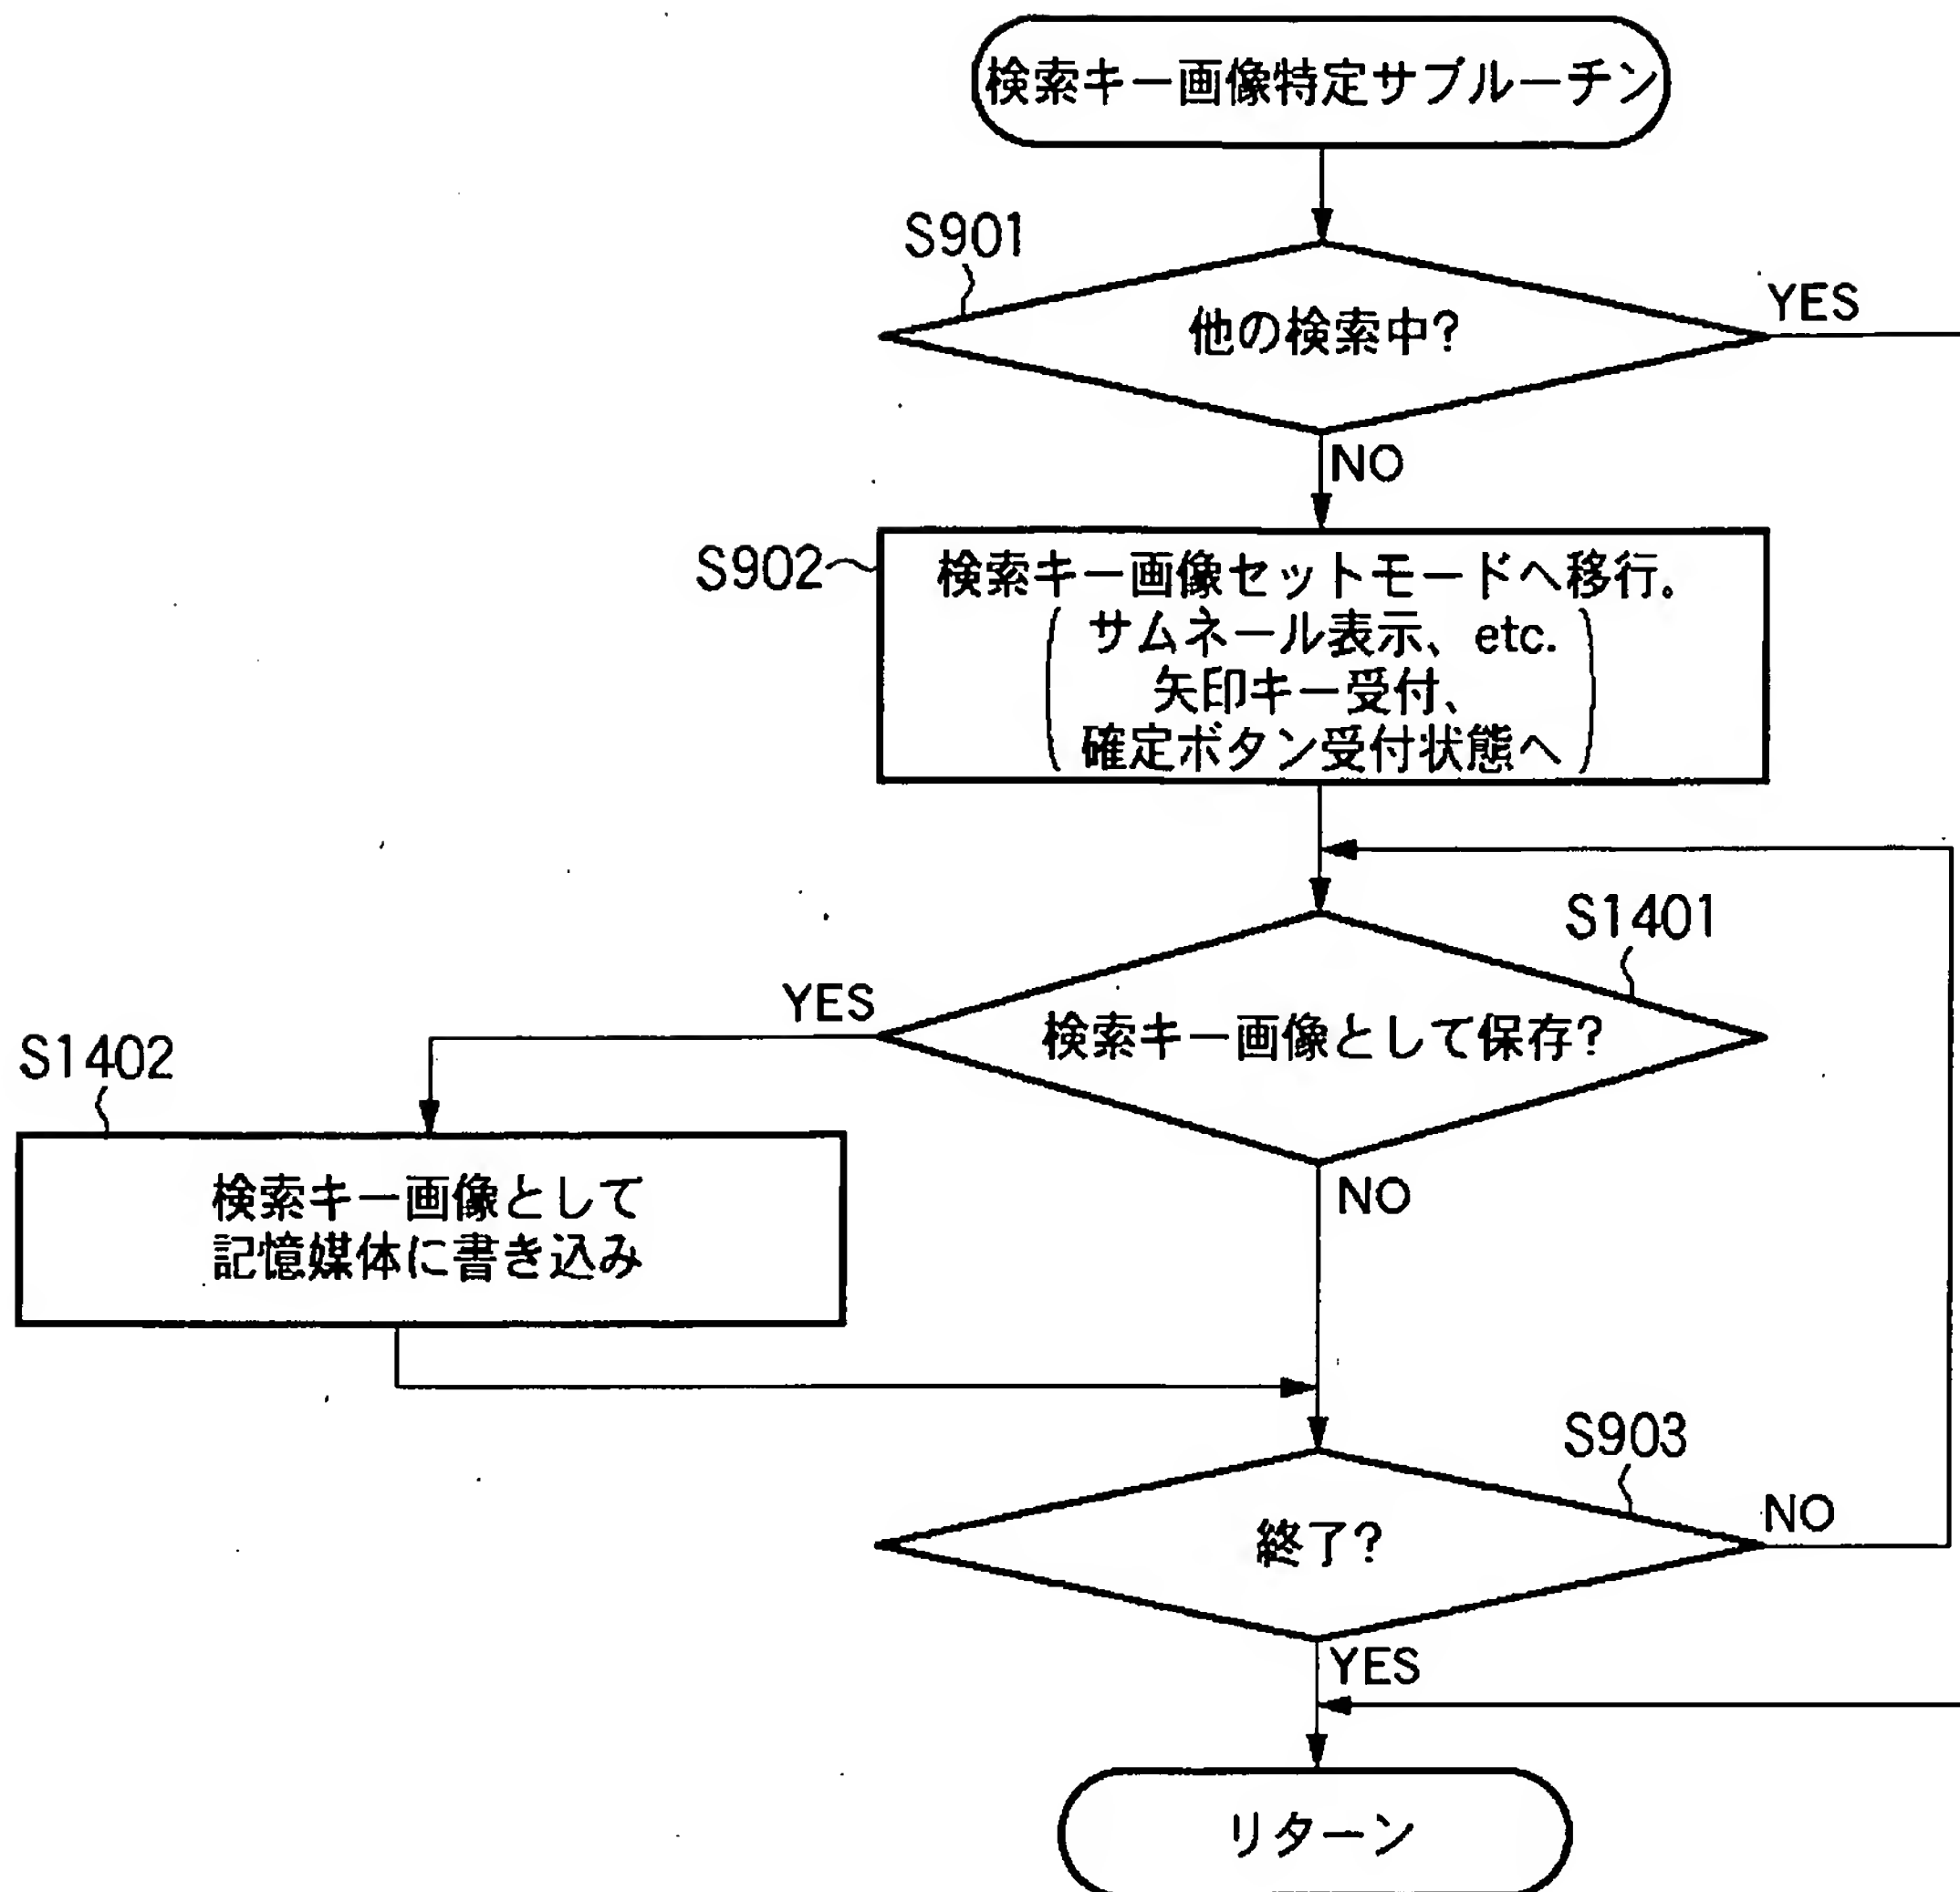 検索キー画像特定サブルーチン
S901
他の検索中?
YES
NO
S902
検索キー画像セットモードへ移行。
サムネール表示、etc.
矢印キー受付、
確定ボタン受付状態へ
S1401
検索キー画像として保存?
YES
S1402
検索キー画像として
記憶媒体に書き込み
NO
S903
終了?
NO
YES
リターン